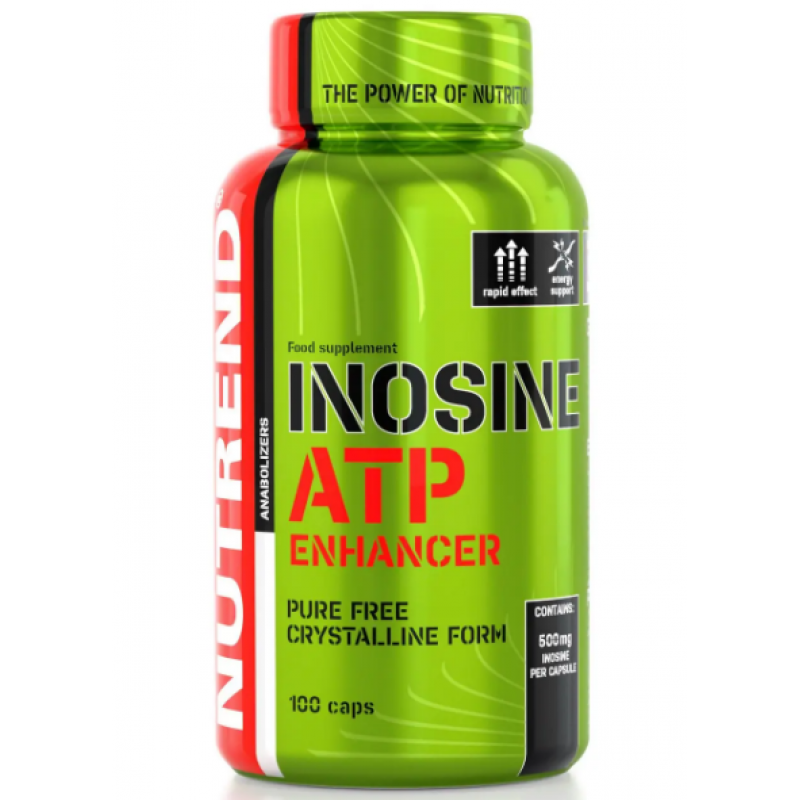 THE POWER OF NUTRITION
NUTREND®
ANABOLIZERS
rapid effect
energy
support
Food supplement
INOSINE
ATP
ENHANCER
PURE FREE
CRYSTALLINE FORM
100 caps
CONTAINS:
500mg
INOSINE
PER CAPSULE